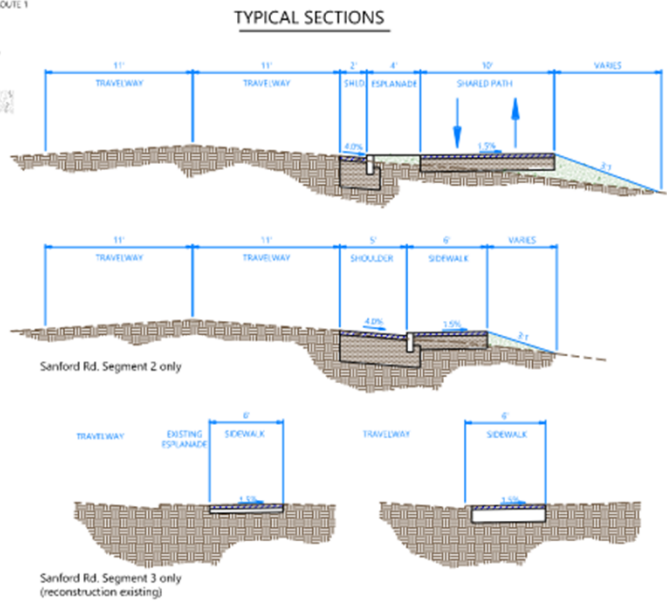 OUTE 1
TYPICAL SECTIONS
11' 11' 2' 4' 10' VARIES
TRAVELWAY TRAVELWAY SHLD ESPLANADE SHARED PATH
4.0% 1.5%
11' 11' 5' 6' VARIES
TRAVELWAY TRAVELWAY SHOULDER SIDEWALK
4.0% 1.5%
Sanford Rd. Segment 2 only
6' 6'
TRAVELWAY EXISTING SIDEWALK TRAVELWAY SIDEWALK
ESPLANADE
1.5% 1.5%
Sanford Rd. Segment 3 only
(reconstruction existing)